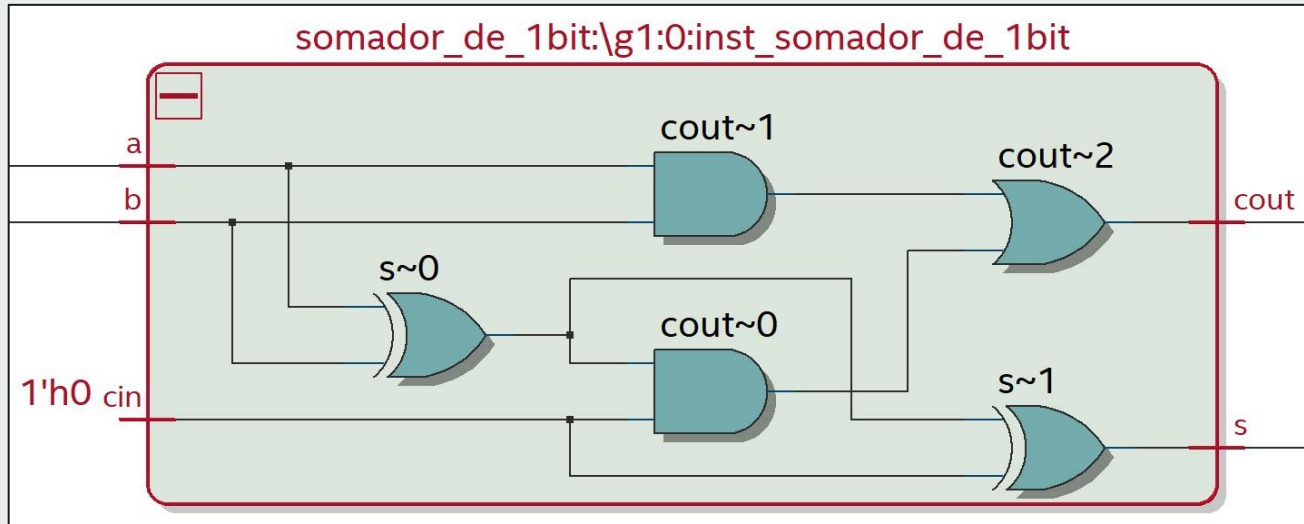 somador_de_1bit:\g1:0:inst_somador_de_1bit
a
cout~1
cout~2
b
cout
s~0
cout~0
1'h0 cin
s~1
s